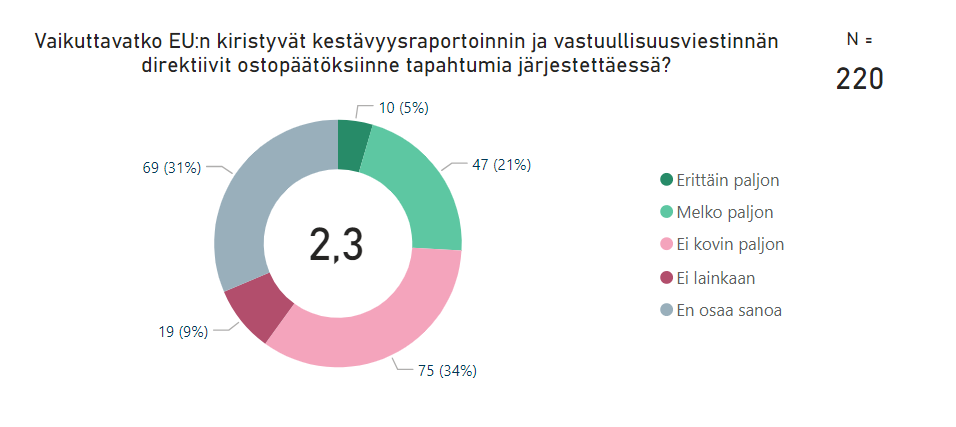 Vaikuttavatko EU:n kiristyvät kestävyysraportoinnin ja vastuullisuusviestinnän
direktiivit ostopäätöksiinne tapahtumia järjestettäessä?
N =
220
10 (5%)
47 (21%)
69 (31%)
2,3
19 (9%)
75 (34%)
Erittäin paljon
Melko paljon
Ei kovin paljon
Ei lainkaan
En osaa sanoa